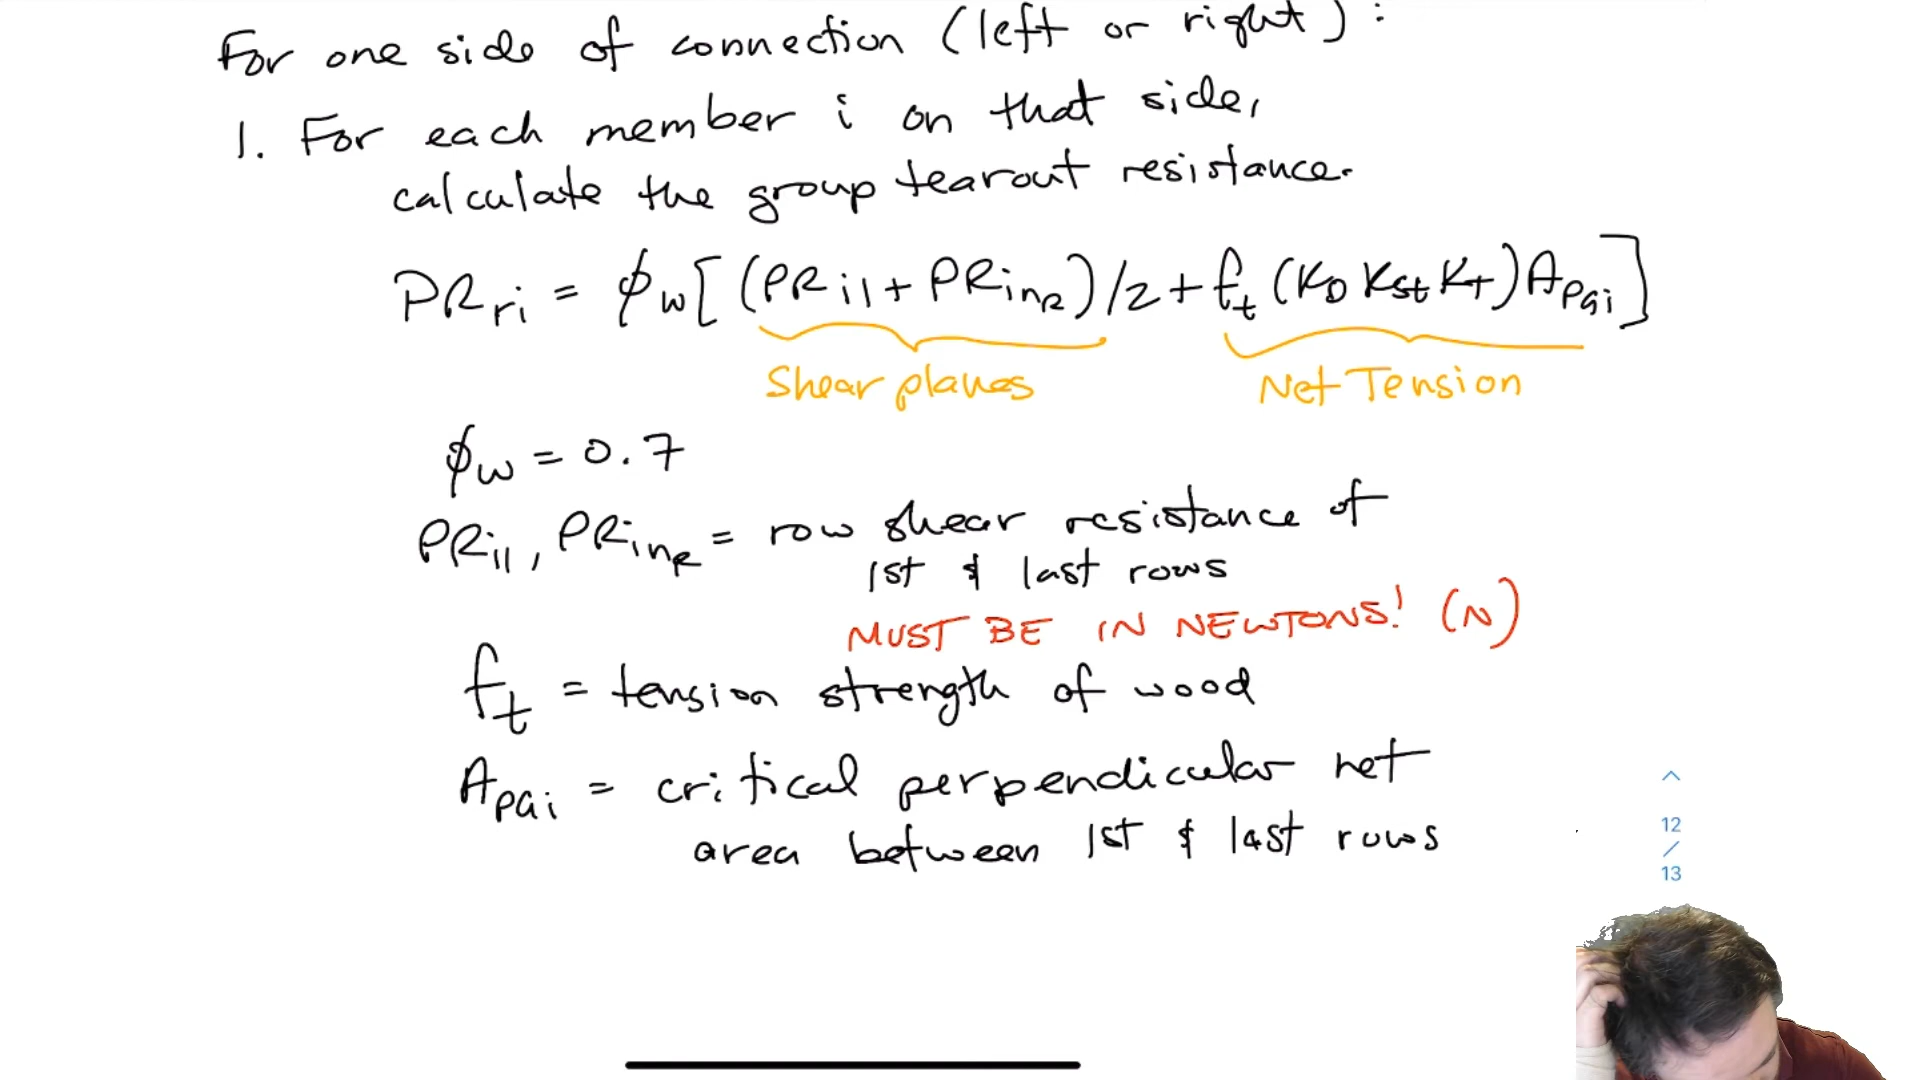 For one side of connection (left or right):
1. For each member i on that side,
calculate the group tearout resistance.
PRri = ϕw[(PRi1 + PRinR)/2 + ft(KD KSt KT)APGi]
Shear planes
Net Tension
ϕw = 0.7
PRi1, PRinR = row shear resistance of
1st & last rows
MUST BE IN NEWTONS! (N)
ft = tension strength of wood
APGi = critical perpendicular net
area between 1st & last rows
12
/
13